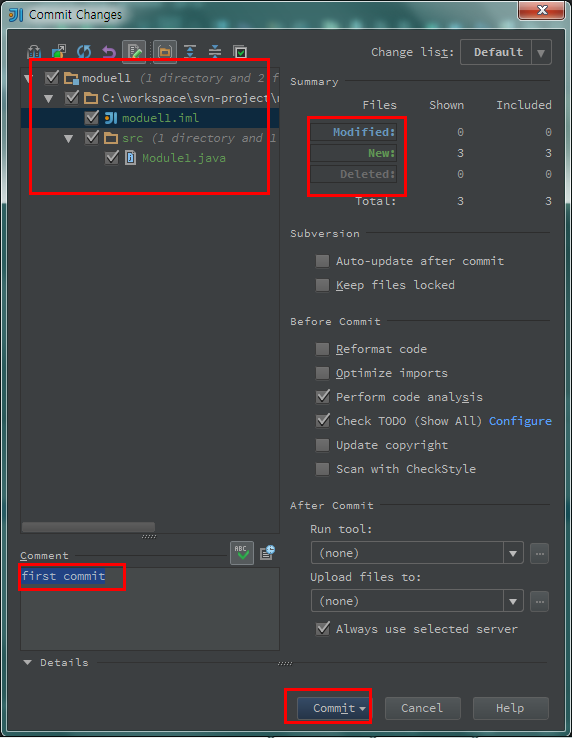 Commit Changes
Change list: Default
moduel1 (1 directory and 2 f
C:\workspace\svn-project\
moduel1.iml
src (1 directory and 1
Module1.java
Summary
Files Shown Included
Modified: 0 0
New: 3 3
Deleted: 0 0
Total: 3 3
Subversion
Auto-update after commit
Keep files locked
Before Commit
Reformat code
Optimize imports
Perform code analysis
Check TODO (Show All) Configure
Update copyright
Scan with CheckStyle
After Commit
Run tool:
(none)
Upload files to:
(none)
Always use selected server
ABC
Comment
first commit
Details
Commit Cancel Help